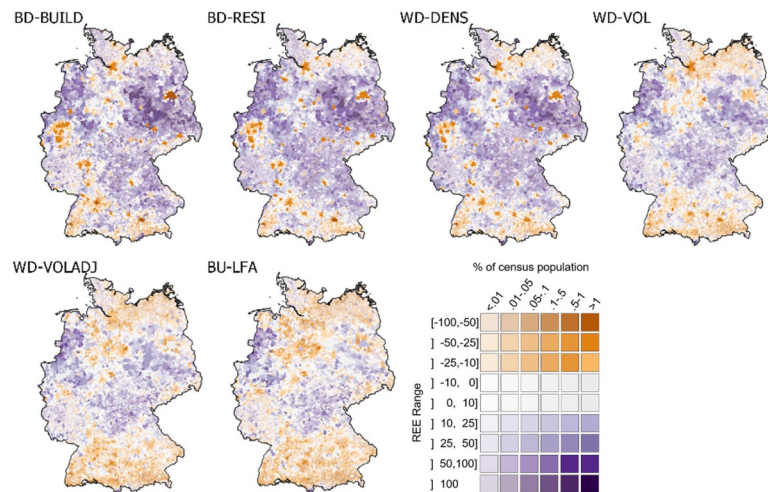 BD-BUILD BD-RESI WD-DENS WD-VOL
WD-VOLADJ BU-LFA
% of census population
<.01 .01-.05 .05-.1 .1-.5 .5-1 >1
REE Range
[-100,-50]
] -50,-25]
] -25,-10]
] -10, 0]
] 0, 10]
] 10, 25]
] 25, 50]
] 50,100]
] 100